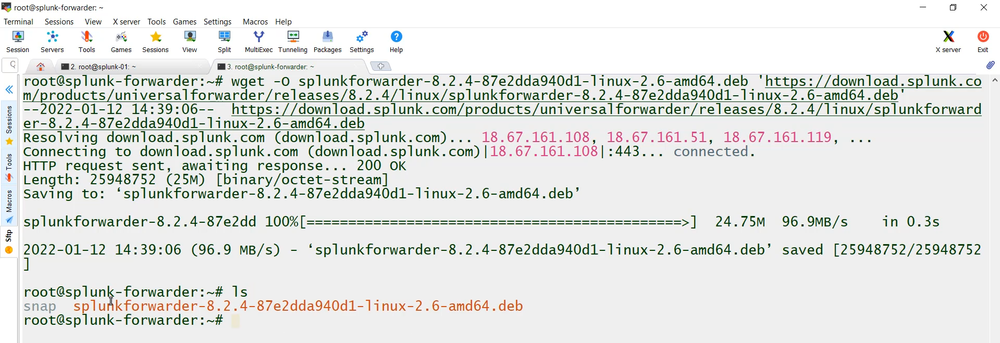 root@splunk-forwarder: ~
Terminal Sessions View X server Tools Games Settings Macros Help
Session Servers Tools Games Sessions View Split MultiExec Tunneling Packages Settings Help X server Exit
2. root@splunk-01: ~ 3. root@splunk-forwarder: ~
root@splunk-forwarder:~# wget -O splunkforwarder-8.2.4-87e2dda940d1-linux-2.6-amd64.deb 'https://download.splunk.co
m/products/universalforwarder/releases/8.2.4/linux/splunkforwarder-8.2.4-87e2dda940d1-linux-2.6-amd64.deb'
--2022-01-12 14:39:06-- https://download.splunk.com/products/universalforwarder/releases/8.2.4/linux/splunkforward
er-8.2.4-87e2dda940d1-linux-2.6-amd64.deb
Resolving download.splunk.com (download.splunk.com)... 18.67.161.108, 18.67.161.51, 18.67.161.119, ...
Connecting to download.splunk.com (download.splunk.com)|18.67.161.108|:443... connected.
HTTP request sent, awaiting response... 200 OK
Length: 25948752 (25M) [binary/octet-stream]
Saving to: ‘splunkforwarder-8.2.4-87e2dda940d1-linux-2.6-amd64.deb’
splunkforwarder-8.2.4-87e2dd 100%[=============================================>] 24.75M 96.9MB/s in 0.3s
2022-01-12 14:39:06 (96.9 MB/s) - ‘splunkforwarder-8.2.4-87e2dda940d1-linux-2.6-amd64.deb’ saved [25948752/25948752
]
root@splunk-forwarder:~# ls
snap splunkforwarder-8.2.4-87e2dda940d1-linux-2.6-amd64.deb
root@splunk-forwarder:~#
Sessions
Tools
Macros
Sftp